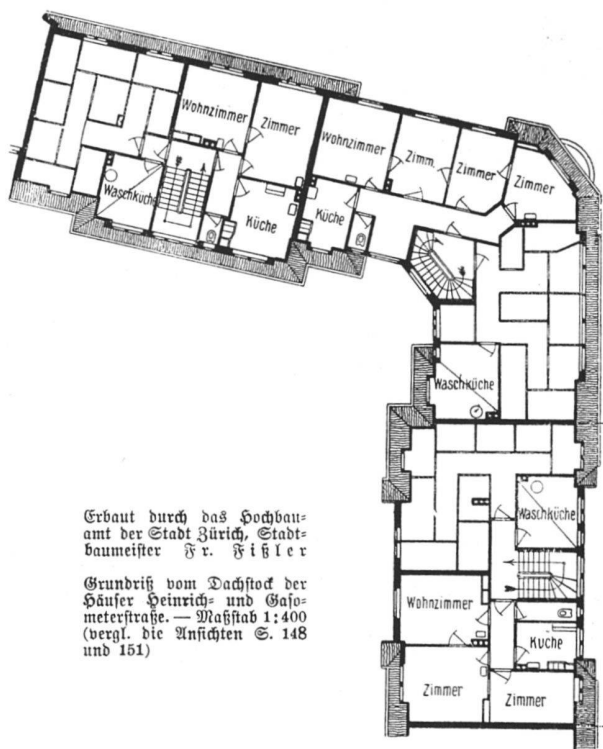 Wohnzimmer
Zimmer
Wohnzimmer
Zimm.
Zimmer
Zimmer
Waschküche
Küche
Küche
Waschküche
Waschküche
Wohnzimmer
Küche
Zimmer
Zimmer
Erbaut durch das Hochbau=
amt der Stadt Zürich, Stadt=
baumeister Fr. Fißler
Grundriß vom Dachstock der
Häuser Heinrich= und Gaso=
meterstraße. — Maßstab 1:400
(vergl. die Ansichten S. 148
und 151)